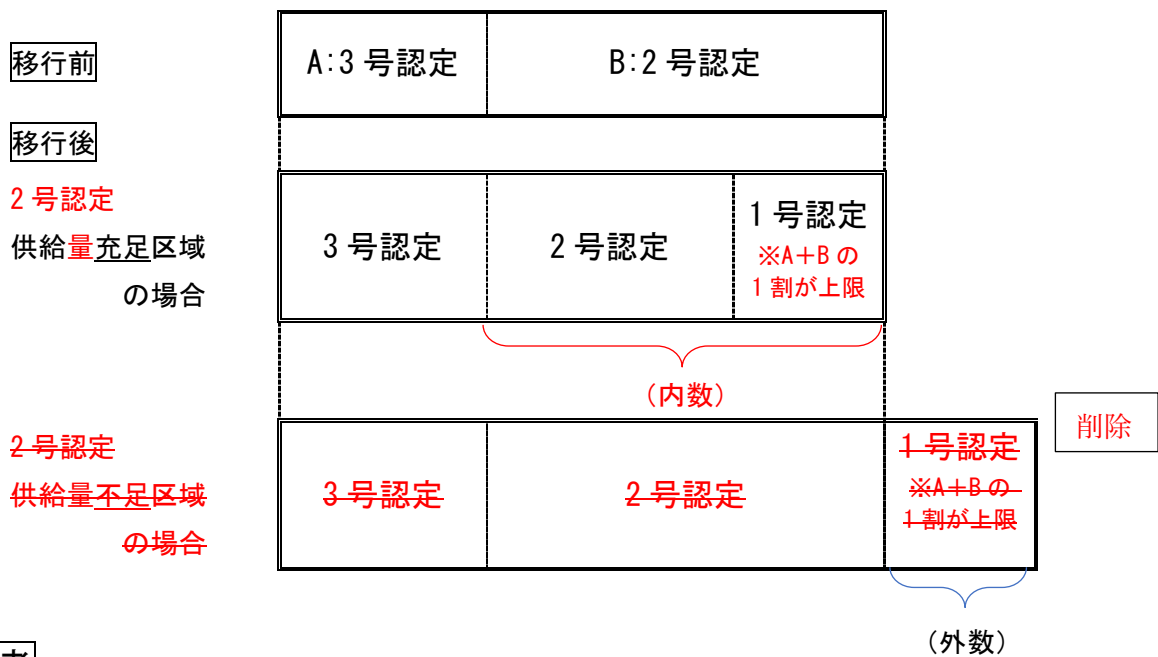 移行前
A:3 号認定
B:2 号認定
移行後
2 号認定
供給量充足区域
の場合
3 号認定
2 号認定
1 号認定
※A+B の
1 割が上限
(内数)
削除
2 号認定
供給量不足区域
の場合
3 号認定
2 号認定
1 号認定
※A+B の
1 割が上限
(外数)